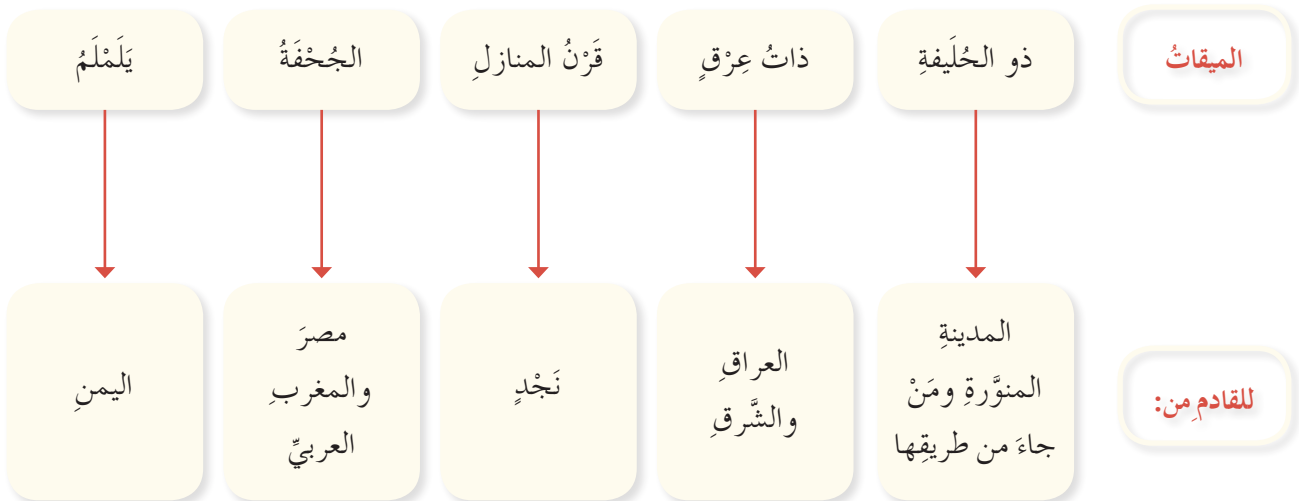 الميقاتُ
ذو الحُلَيفةِ
ذاتُ عِرْقٍ
قَرْنُ المنازلِ
الجُحْفَةُ
يَلَمْلَمُ
للقادمِ من:
المدينةِ
المنوَّرةِ ومَنْ
جاءَ من طريقِها
العراقِ
والشَّرقِ
نَجْدٍ
مصرَ
والمغربِ
العربيِّ
اليمنِ